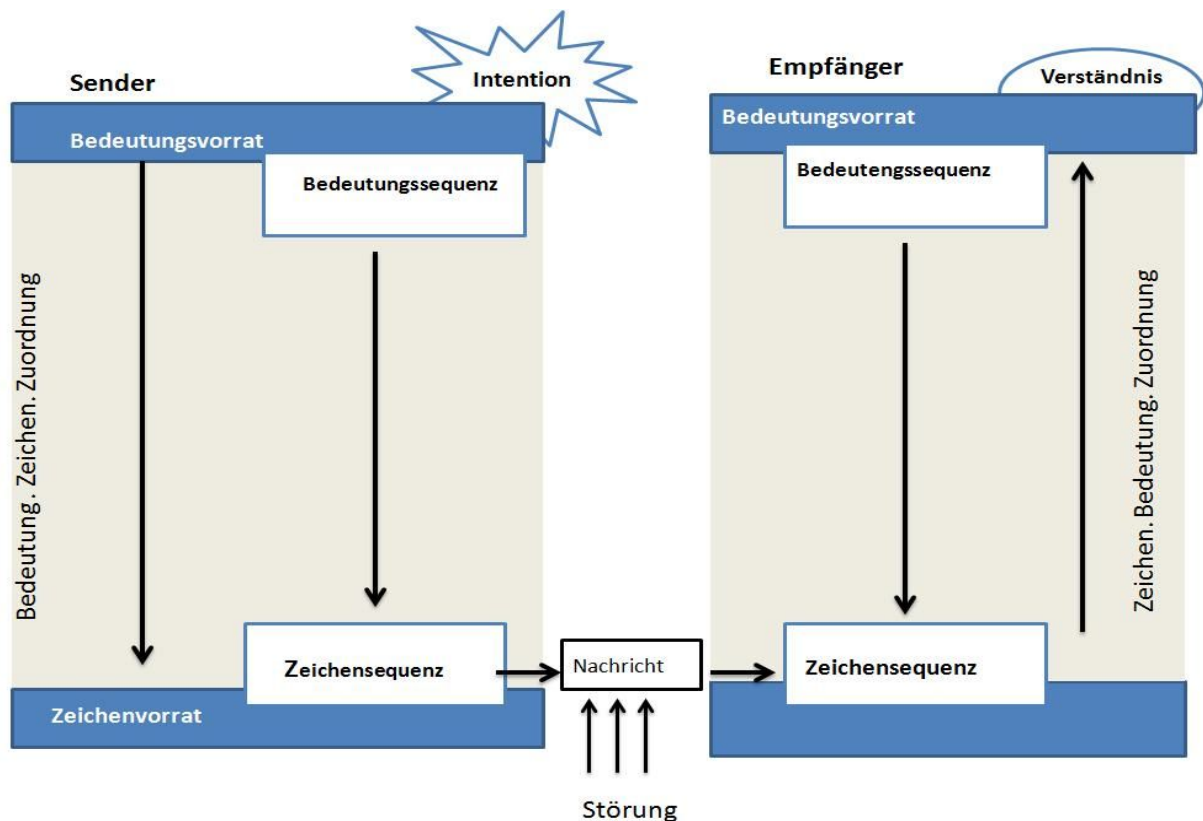 Sender
Intention
Empfänger
Verständnis
Bedeutungsvorrat
Bedeutungsvorrat
Bedeutungssequenz
Bedeutengssequenz
Bedeutung . Zeichen. Zuordnung
Zeichen. Bedeutung. Zuordnung
Zeichensequenz
Nachricht
Zeichensequenz
Zeichenvorrat
Störung